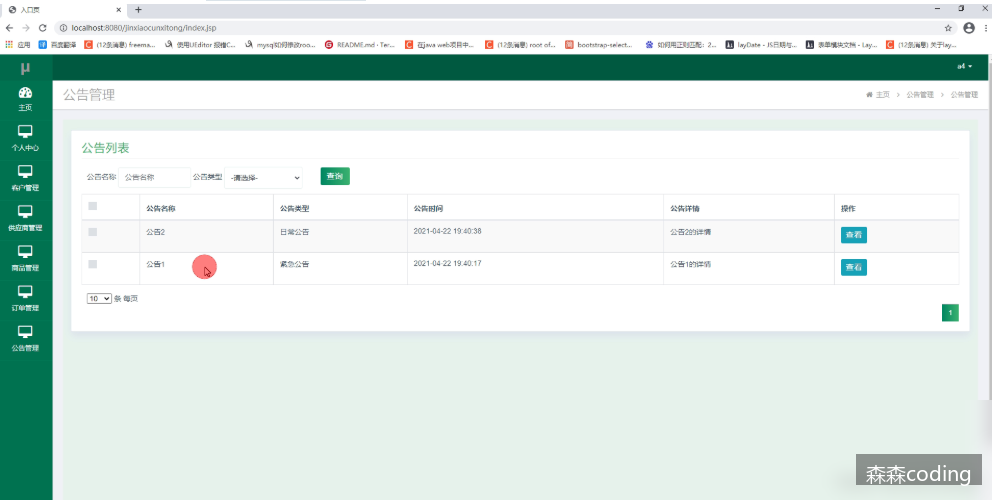 入口页
localhost:8080/jinxiaocunxitong/index.jsp
应用 百度翻译 (12条消息) freema... 使用UEditor 报错C... mysql如何修改roo... README.md · Ter... 在java web项目中... (12条消息) root of... bootstrap-select... 如何用正则匹配：2... layDate - JS日期与... 表单模块文档 - Lay... (12条消息) 关于lay...
μ
a4
主页
个人中心
客户管理
供应商管理
商品管理
订单管理
公告管理
公告管理
主页 > 公告管理 > 公告管理
公告列表
公告名称 公告名称 公告类型 -请选择- 查询
公告名称 公告类型 公告时间 公告详情 操作
公告2 日常公告 2021-04-22 19:40:38 公告2的详情 查看
公告1 紧急公告 2021-04-22 19:40:17 公告1的详情 查看
10 条 每页
1
森森coding